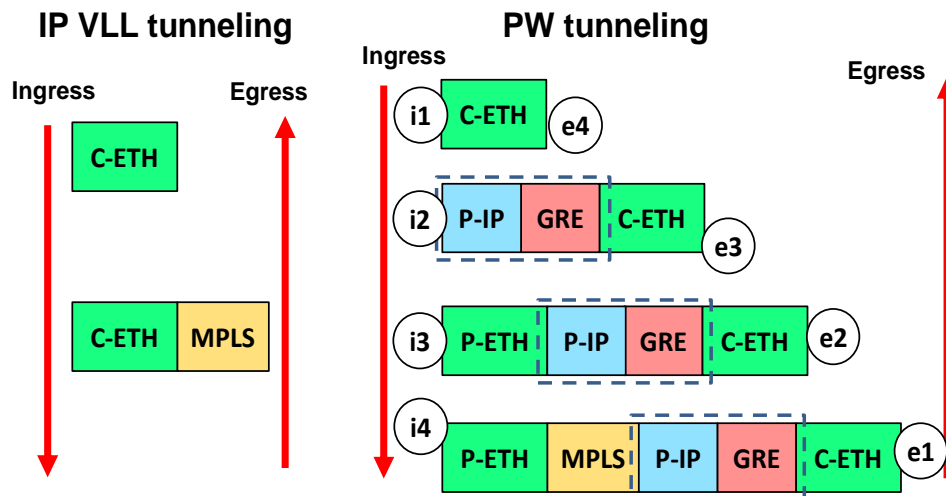 IP VLL tunneling
PW tunneling
Ingress
Egress
Ingress
Egress
C-ETH
C-ETH MPLS
i1 C-ETH e4
i2 P-IP GRE C-ETH e3
i3 P-ETH P-IP GRE C-ETH e2
i4 P-ETH MPLS P-IP GRE C-ETH e1